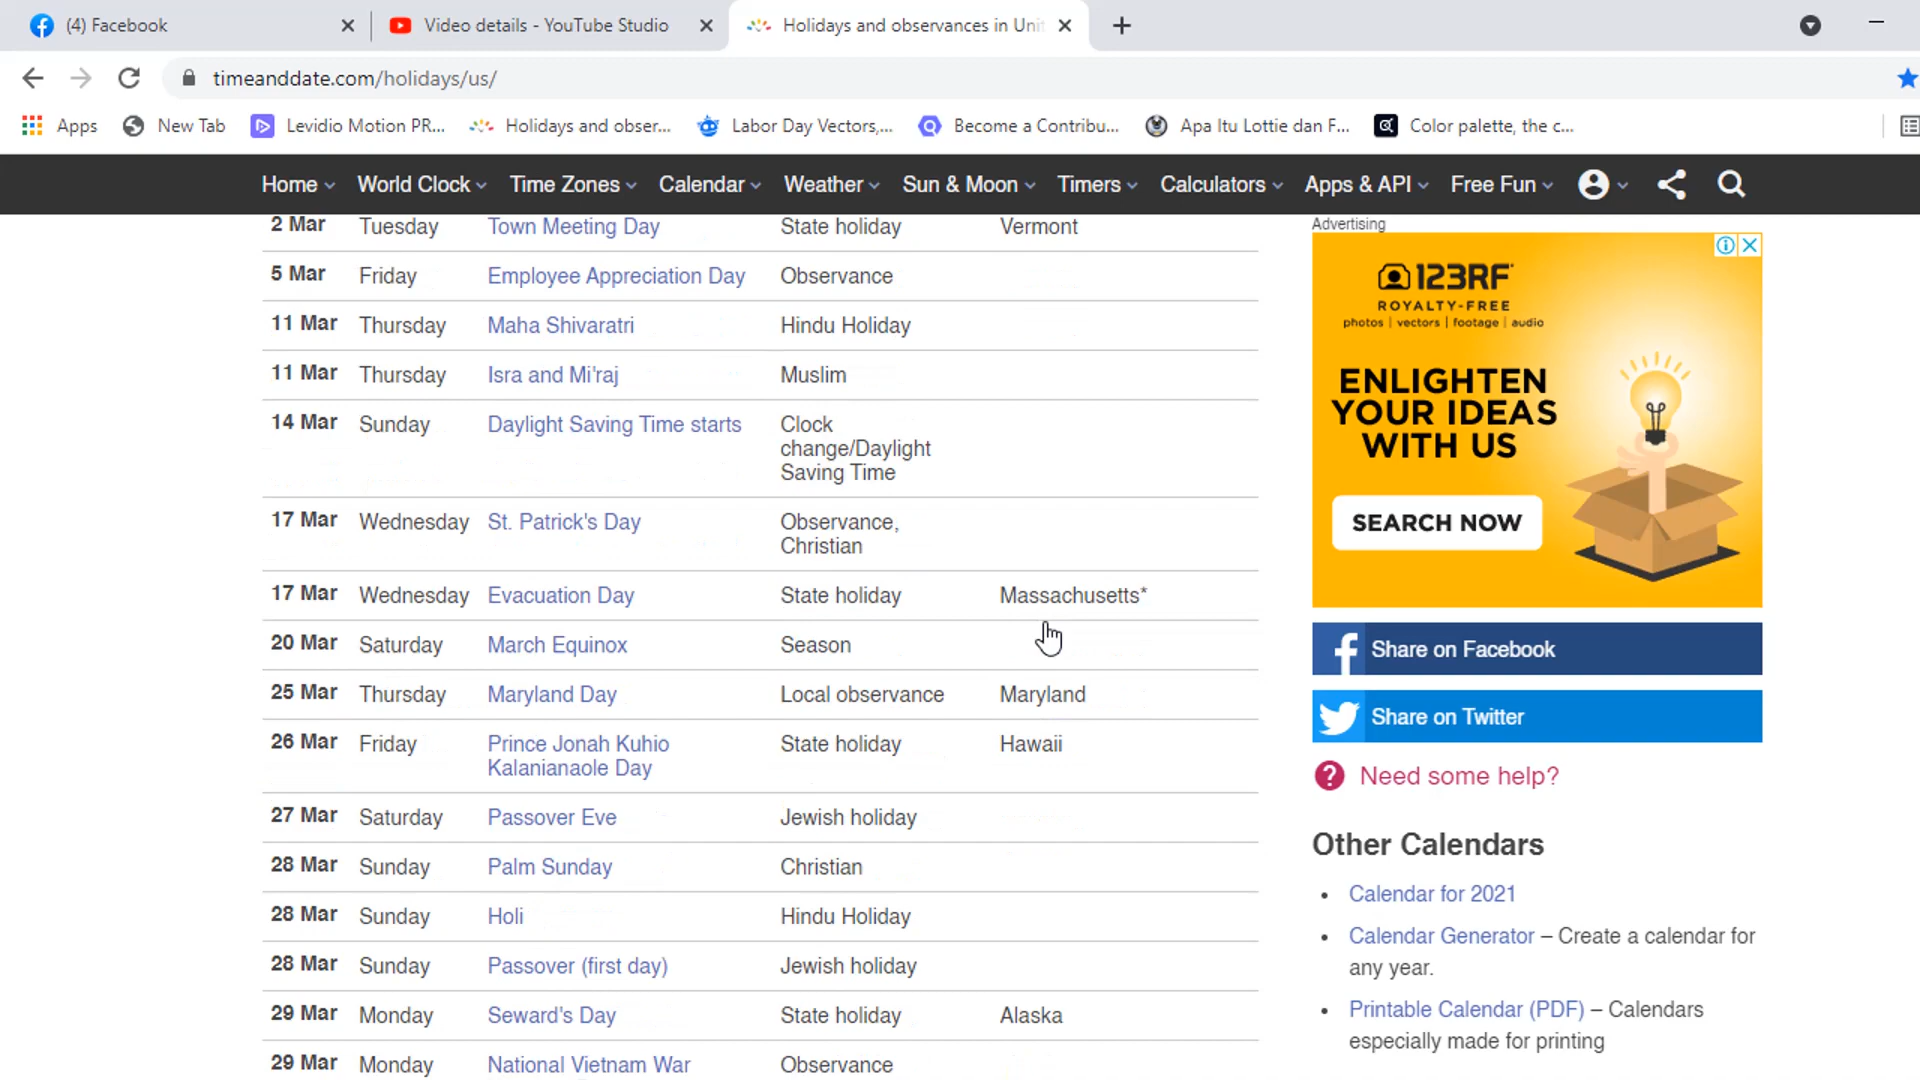 (4) Facebook
Video details - YouTube Studio
Holidays and observances in Unit
timeanddate.com/holidays/us/
Apps
New Tab
Levidio Motion PR...
Holidays and obser...
Labor Day Vectors,...
Become a Contribu...
Apa Itu Lottie dan F...
Color palette, the c...
Home
World Clock
Time Zones
Calendar
Weather
Sun & Moon
Timers
Calculators
Apps & API
Free Fun
2 Mar Tuesday Town Meeting Day State holiday Vermont
5 Mar Friday Employee Appreciation Day Observance
11 Mar Thursday Maha Shivaratri Hindu Holiday
11 Mar Thursday Isra and Mi'raj Muslim
14 Mar Sunday Daylight Saving Time starts Clock
change/Daylight
Saving Time
17 Mar Wednesday St. Patrick's Day Observance,
Christian
17 Mar Wednesday Evacuation Day State holiday Massachusetts*
20 Mar Saturday March Equinox Season
25 Mar Thursday Maryland Day Local observance Maryland
26 Mar Friday Prince Jonah Kuhio State holiday Hawaii
Kalanianaole Day
27 Mar Saturday Passover Eve Jewish holiday
28 Mar Sunday Palm Sunday Christian
28 Mar Sunday Holi Hindu Holiday
28 Mar Sunday Passover (first day) Jewish holiday
29 Mar Monday Seward's Day State holiday Alaska
29 Mar Monday National Vietnam War Observance
Advertising
123RF
ROYALTY-FREE
photos | vectors | footage | audio
ENLIGHTEN
YOUR IDEAS
WITH US
SEARCH NOW
Share on Facebook
Share on Twitter
Need some help?
Other Calendars
• Calendar for 2021
• Calendar Generator – Create a calendar for
any year.
• Printable Calendar (PDF) – Calendars
especially made for printing